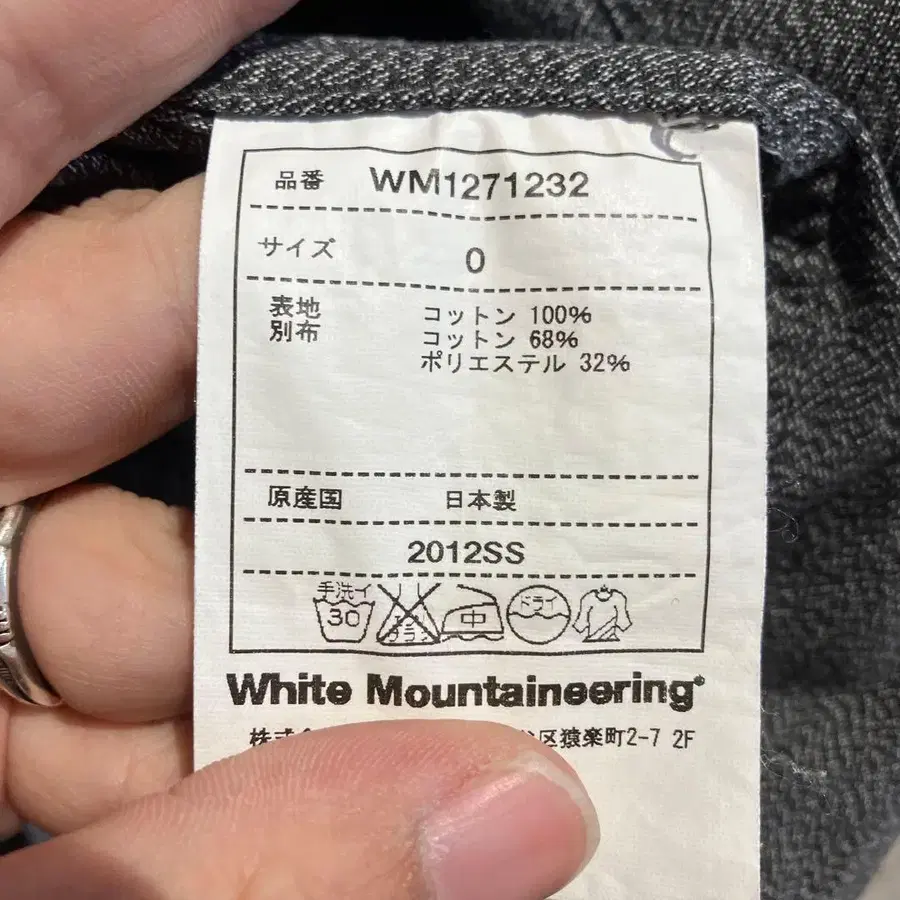 品番 WM1271232
サイズ 0
表地 コットン 100%
別布 コットン 68%
ポリエステル 32%
原産国 日本製
2012SS
手洗イ
30
中
ドライ
White Mountaineering
株式
区猿楽町2-7 2F